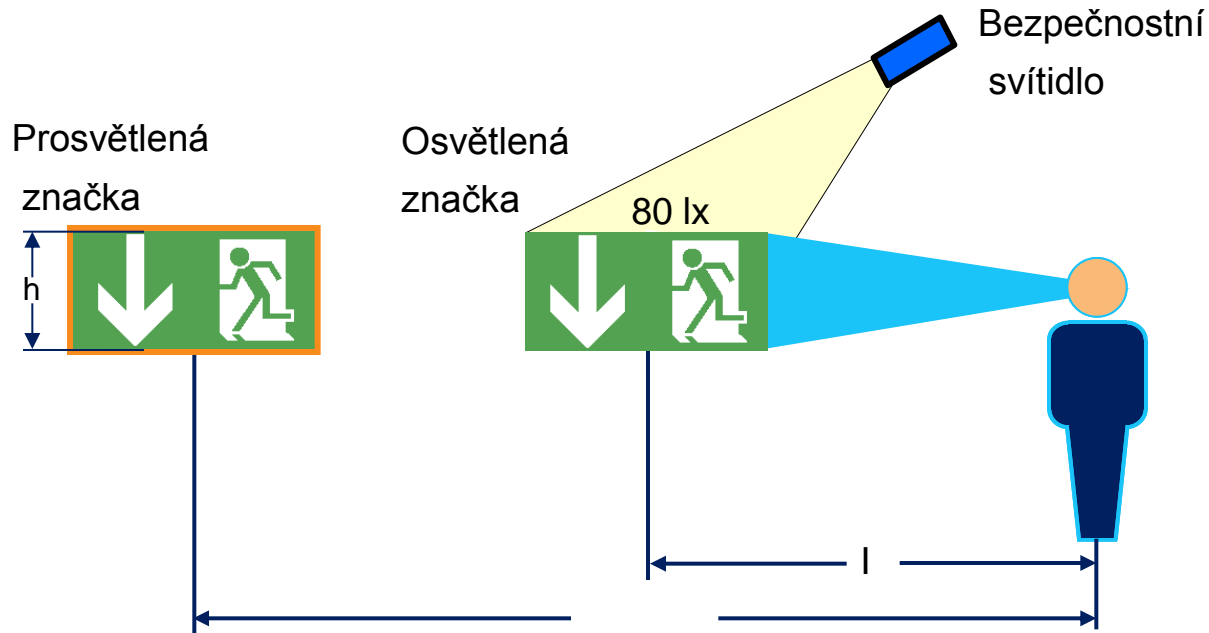 Bezpečnostní
svítidlo
Prosvětlená
značka
Osvětlená
značka
80 lx
h
l